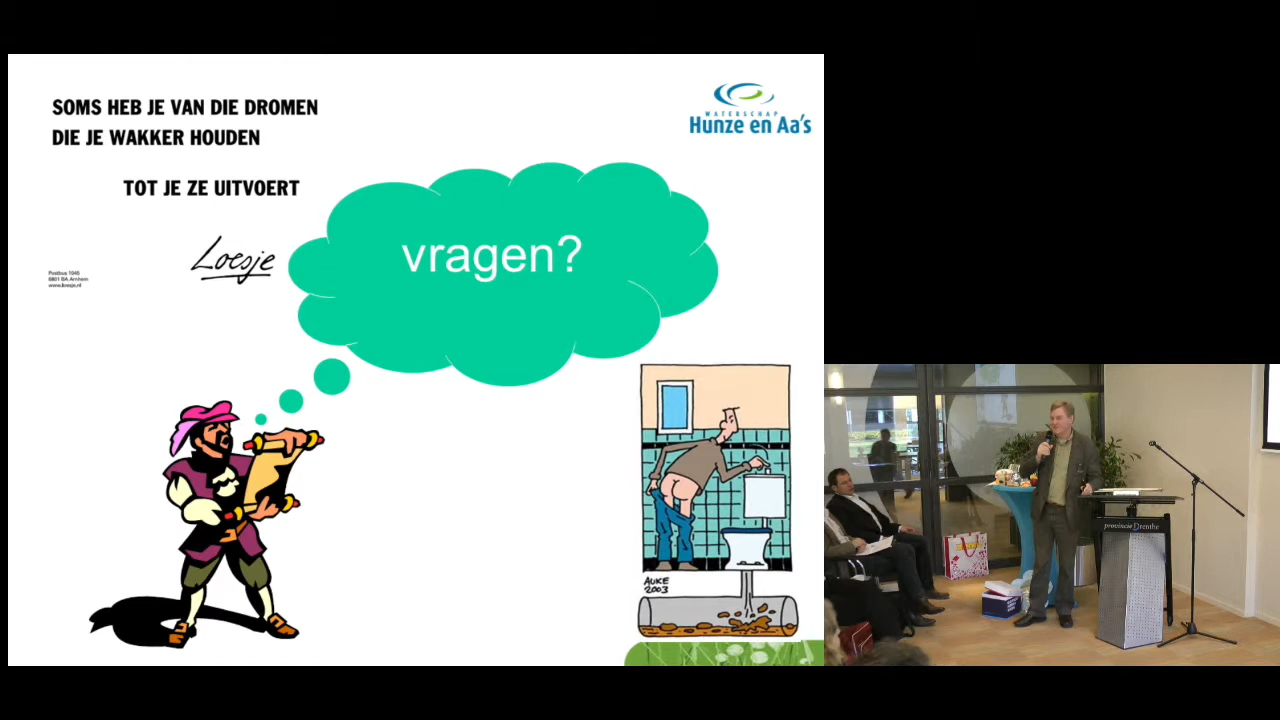 SOMS HEB JE VAN DIE DROMEN
DIE JE WAKKER HOUDEN
TOT JE ZE UITVOERT
Loesje
Postbus 1045
6801 BA Arnhem
www.loesje.nl
WATERSCHAP
Hunze en Aa's
vragen?
AUKE
2003
provincie Drenthe